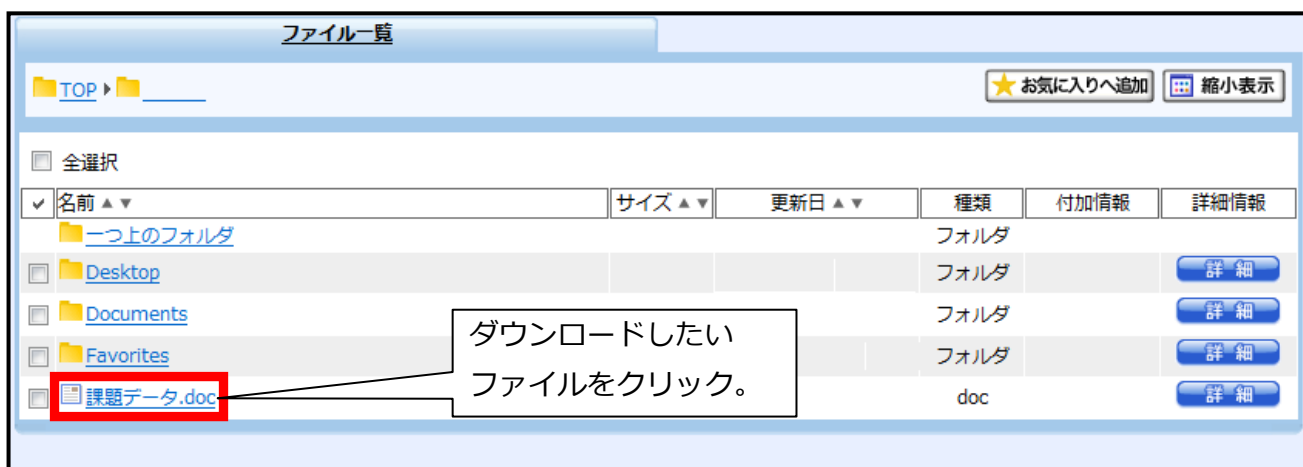 ファイル一覧
TOP
お気に入りへ追加 縮小表示
全選択
名前 ▲ ▼ サイズ ▲ ▼ 更新日 ▲ ▼ 種類 付加情報 詳細情報
一つ上のフォルダ フォルダ
Desktop フォルダ 詳 細
Documents フォルダ 詳 細
Favorites フォルダ 詳 細
課題データ.doc doc 詳 細
ダウンロードしたい
ファイルをクリック。